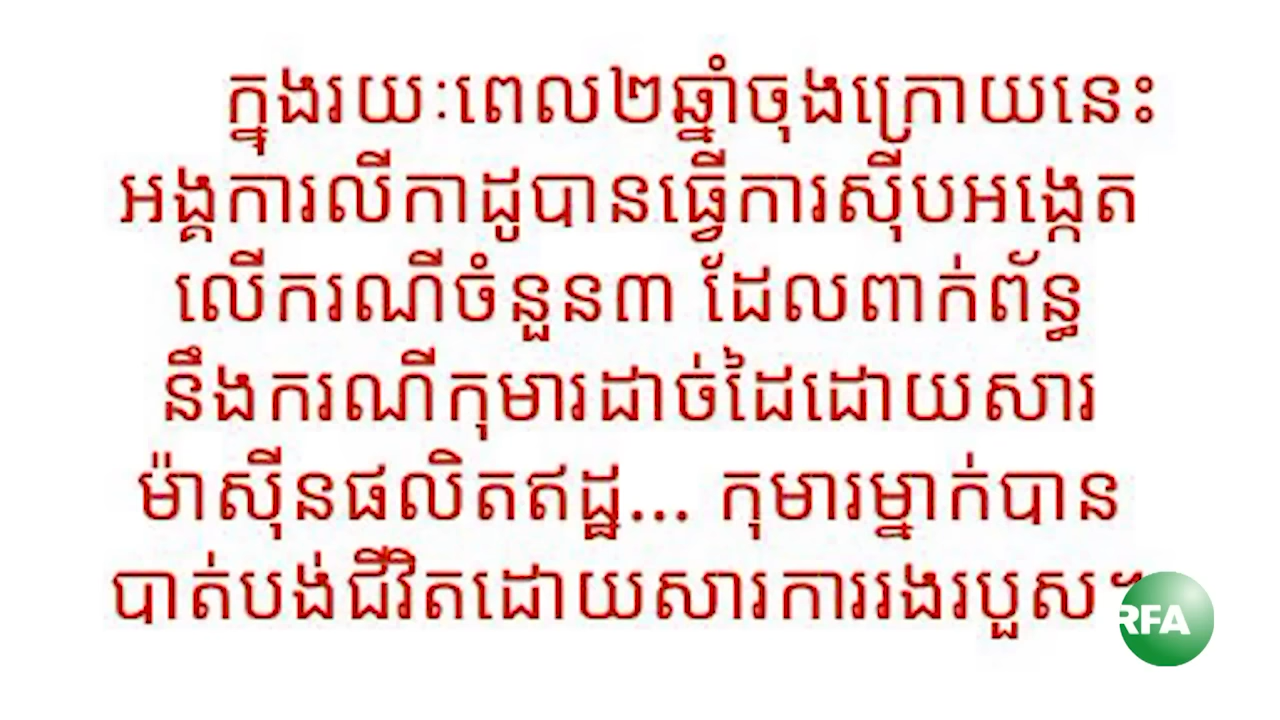 ក្នុងរយៈពេល២ឆ្នាំចុងក្រោយនេះ
អង្គការលីកាដូបានធ្វើការស៊ើបអង្កេត
លើករណីចំនួន៣ ដែលពាក់ព័ន្ធ
នឹងករណីកុមារដាច់ដៃដោយសារ
ម៉ាស៊ីនផលិតឥដ្ឋ... កុមារម្នាក់បាន
បាត់បង់ជីវិតដោយសារការរងរបួស។
RFA